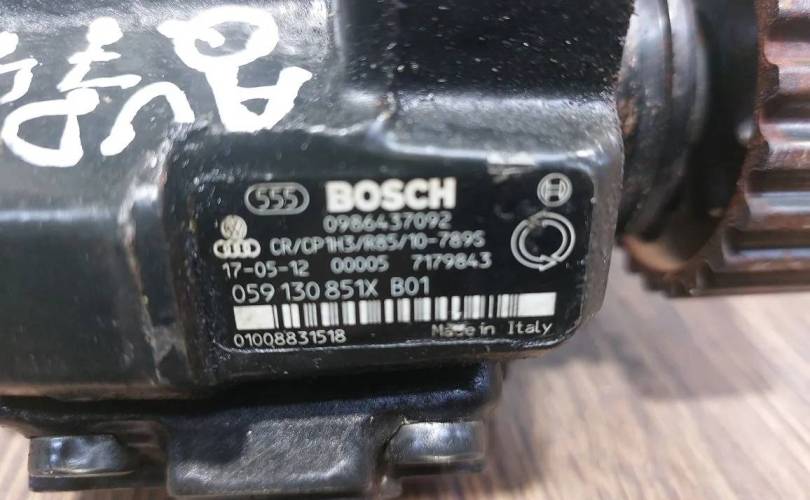 555 BOSCH
0986437092
CR/CP1H3/R85/10-789S
17-05-12 00005 7179843
059 130 851X B01
01008831518 Made in Italy